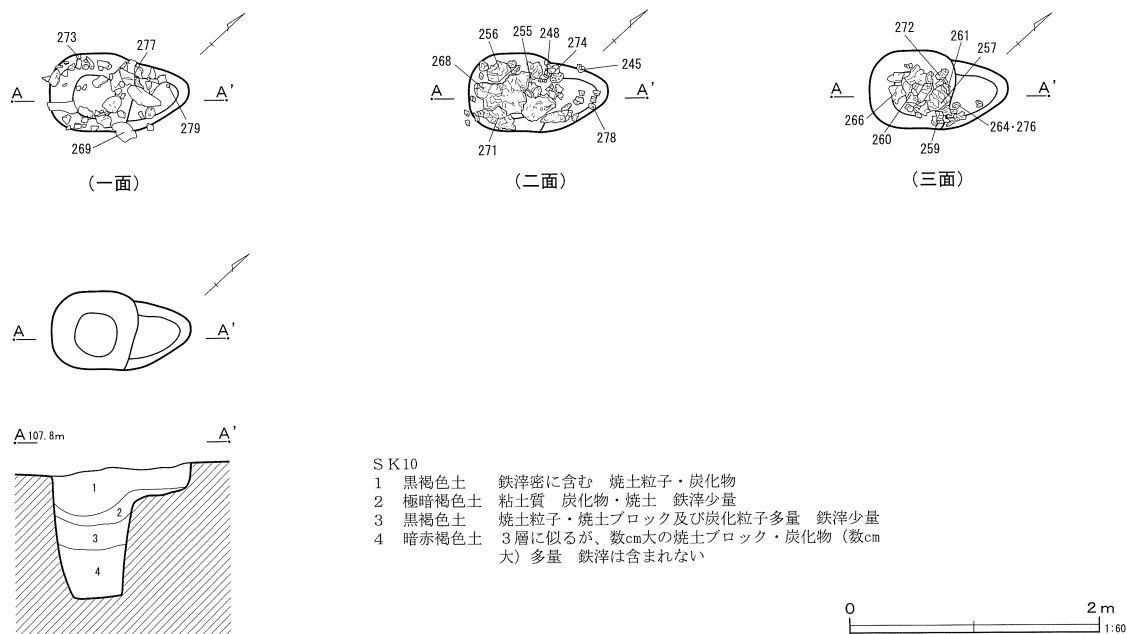 273
277
A
A'
279
269
（一面）
256
255
248
274
268
245
A
A'
278
271
（二面）
272
261
257
A
A'
266
264・276
260
259
（三面）
A
A'
A 107.8m
A'
1
2
3
4
ＳＫ10
1 黒褐色土 鉄滓密に含む 焼土粒子・炭化物
2 極暗褐色土 粘土質 炭化物・焼土 鉄滓少量
3 黒褐色土 焼土粒子・焼土ブロック及び炭化粒子多量 鉄滓少量
4 暗赤褐色土 ３層に似るが、数cm大の焼土ブロック・炭化物（数cm
大）多量 鉄滓は含まれない
0
2m
1:60